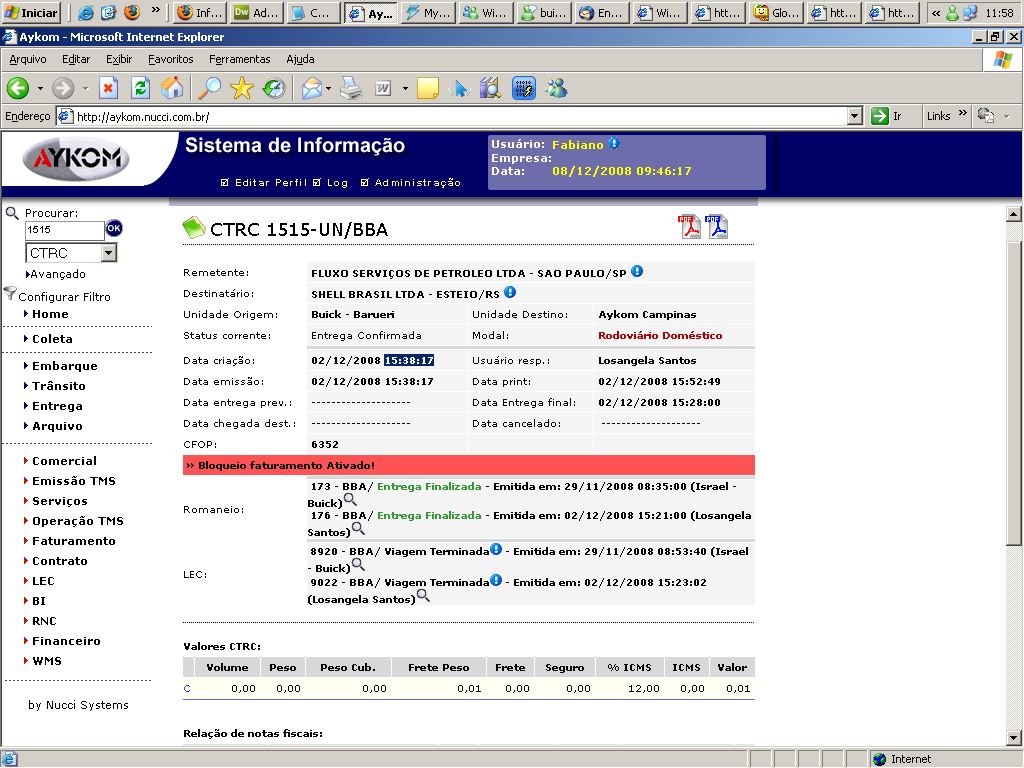 Iniciar
»
Inf...
Ad...
C...
Ay...
My...
Wi...
bui...
En...
Wi...
htt...
Glo...
htt...
htt...
«
11:58
Aykom - Microsoft Internet Explorer
Arquivo Editar Exibir Favoritos Ferramentas Ajuda
Endereço http://aykom.nucci.com.br/ Ir Links »
AYKOM
Sistema de Informação
Editar Perfil Log Administração
Usuário: Fabiano
Empresa:
Data: 08/12/2008 09:46:17
Procurar:
1515 OK
CTRC
Avançado
Configurar Filtro
Home
Coleta
Embarque
Trânsito
Entrega
Arquivo
Comercial
Emissão TMS
Serviços
Operação TMS
Faturamento
Contrato
LEC
BI
RNC
Financeiro
WMS
by Nucci Systems
CTRC 1515-UN/BBA
Remetente: FLUXO SERVIÇOS DE PETROLEO LTDA - SAO PAULO/SP
Destinatário: SHELL BRASIL LTDA - ESTEIO/RS
Unidade Origem: Buick - Barueri Unidade Destino: Aykom Campinas
Status corrente: Entrega Confirmada Modal: Rodoviário Doméstico
Data criação: 02/12/2008 15:38:17 Usuário resp.: Losangela Santos
Data emissão: 02/12/2008 15:38:17 Data print: 02/12/2008 15:52:49
Data entrega prev.: -------------------- Data Entrega final: 02/12/2008 15:28:00
Data chegada dest.: -------------------- Data cancelado: --------------------
CFOP: 6352
» Bloqueio faturamento Ativado!
Romaneio:
173 - BBA/ Entrega Finalizada - Emitida em: 29/11/2008 08:35:00 (Israel -
Buick)
176 - BBA/ Entrega Finalizada - Emitida em: 02/12/2008 15:21:00 (Losangela
Santos)
LEC:
8920 - BBA/ Viagem Terminada - Emitida em: 29/11/2008 08:53:40 (Israel
- Buick)
9022 - BBA/ Viagem Terminada - Emitida em: 02/12/2008 15:23:02
(Losangela Santos)
Valores CTRC:
Volume Peso Peso Cub. Frete Peso Frete Seguro % ICMS ICMS Valor
C 0,00 0,00 0,00 0,01 0,00 0,00 12,00 0,00 0,01
Relação de notas fiscais:
Internet